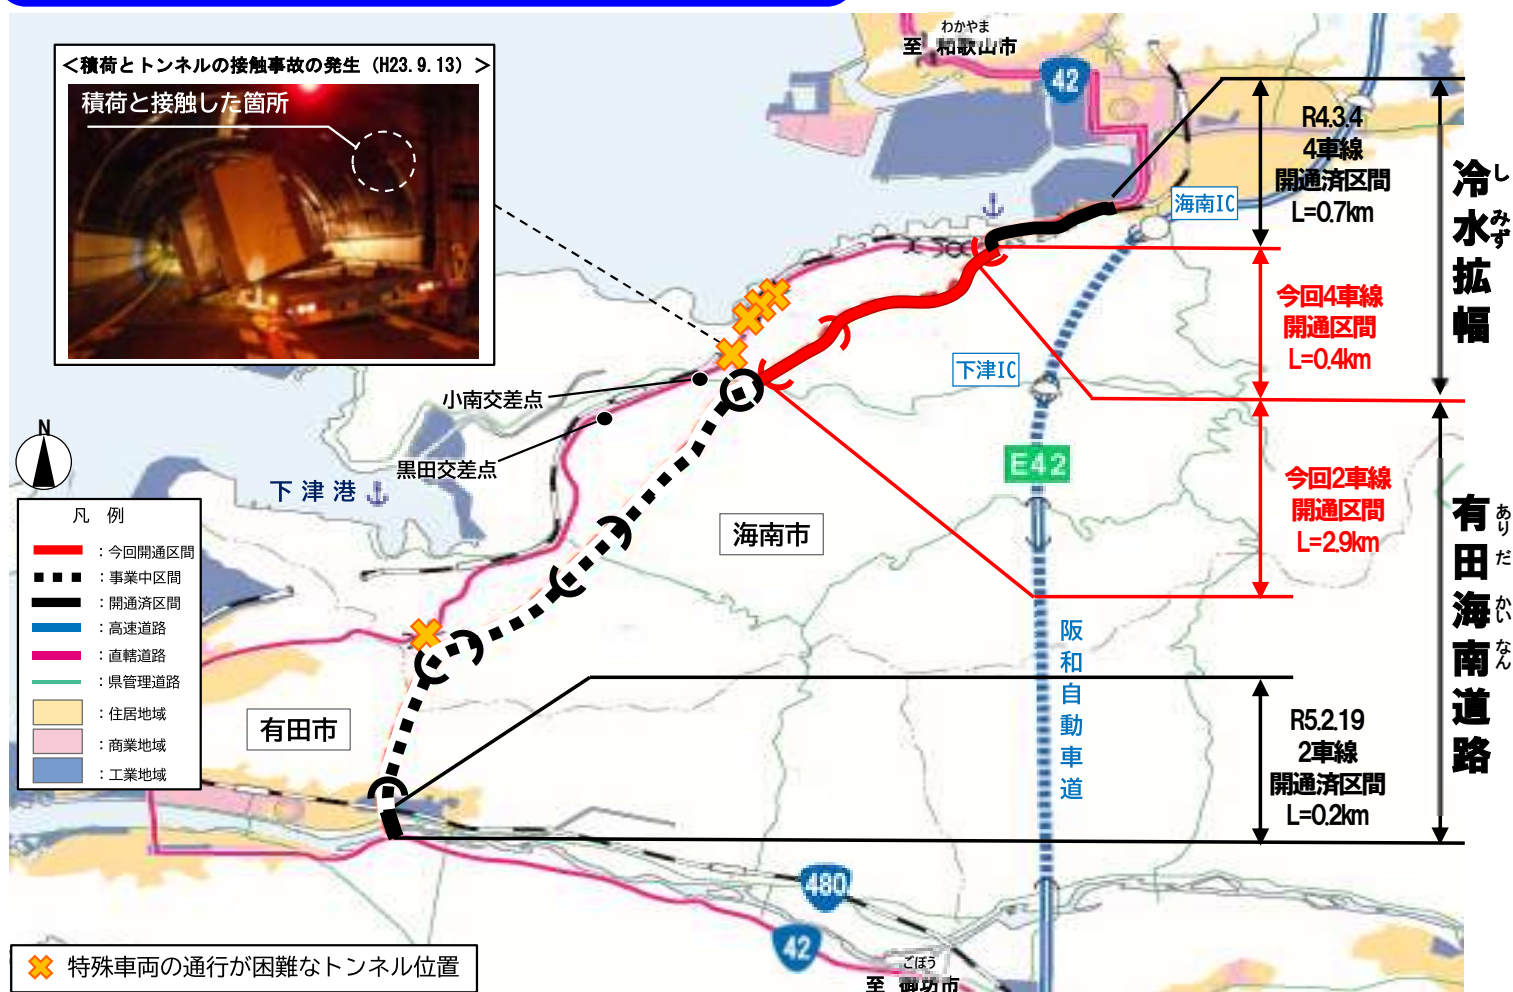 <積荷とトンネルの接触事故の発生（H23.9.13）>
積荷と接触した箇所
わかやま
至 和歌山市
42
R4.3.4
4車線
開通済区間
L=0.7km
冷水拡幅
し
みず
海南IC
今回4車線
開通区間
L=0.4km
下津IC
小南交差点
黒田交差点
N
下津港
E42
海南市
今回2車線
開通区間
L=2.9km
有田海南道路
あり
だ
かい
なん
凡 例
：今回開通区間
：事業中区間
：開通済区間
：高速道路
：直轄道路
：県管理道路
：住居地域
：商業地域
：工業地域
阪和自動車道
有田市
R5.2.19
2車線
開通済区間
L=0.2km
480
42
特殊車両の通行が困難なトンネル位置
ごぼう
至 御坊市